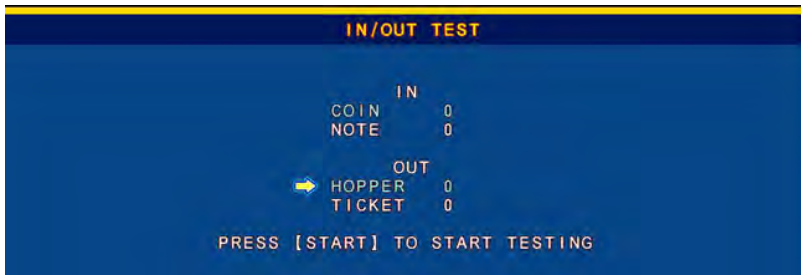 IN/OUT TEST
IN
COIN 0
NOTE 0
OUT
HOPPER 0
TICKET 0
PRESS [START] TO START TESTING